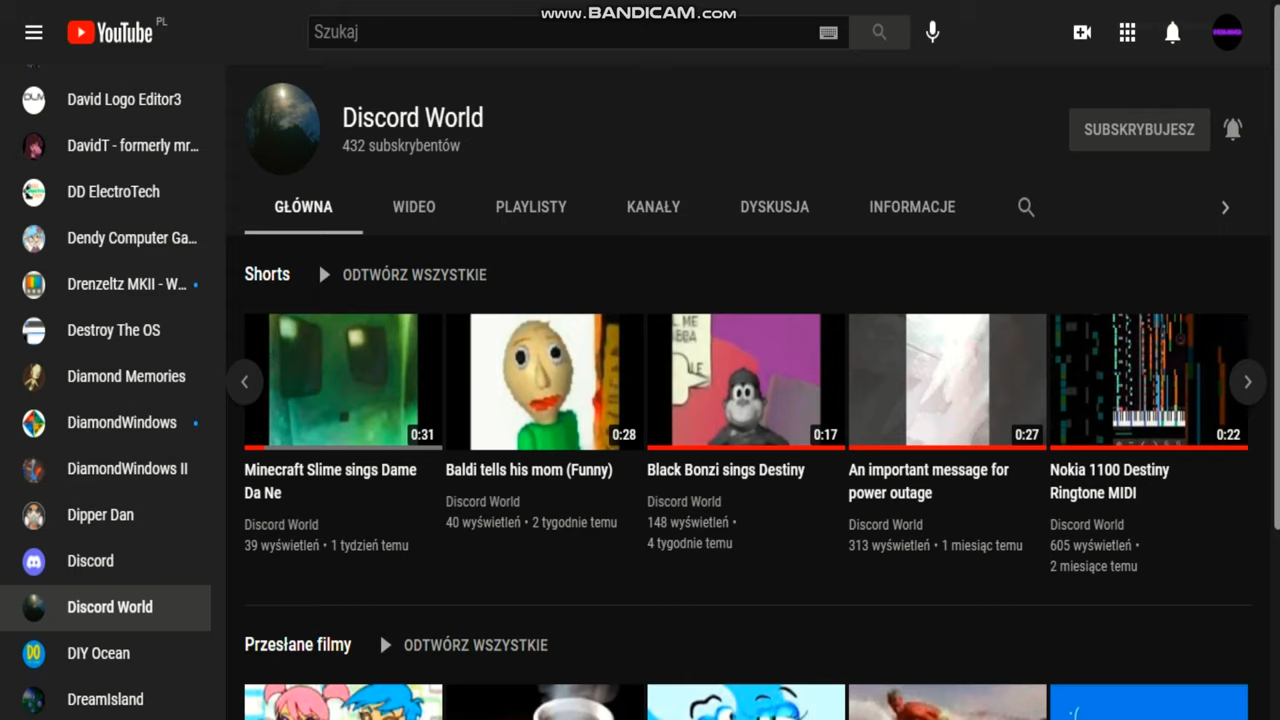 www.BANDICAM.com
YouTube PL
Szukaj
David Logo Editor3
DavidT - formerly mr...
DD ElectroTech
Dendy Computer Ga...
Drenzeltz MKII - W...
Destroy The OS
Diamond Memories
DiamondWindows
DiamondWindows II
Dipper Dan
Discord
Discord World
DIY Ocean
DreamIsland
Discord World
432 subskrybentów
SUBSKRYBUJESZ
GŁÓWNA WIDEO PLAYLISTY KANAŁY DYSKUSJA INFORMACJE
Shorts ODTWÓRZ WSZYSTKIE
0:31
Minecraft Slime sings Dame
Da Ne
Discord World
39 wyświetleń • 1 tydzień temu
0:28
Baldi tells his mom (Funny)
Discord World
40 wyświetleń • 2 tygodnie temu
0:17
Black Bonzi sings Destiny
Discord World
148 wyświetleń •
4 tygodnie temu
0:27
An important message for
power outage
Discord World
313 wyświetleń • 1 miesiąc temu
0:22
Nokia 1100 Destiny
Ringtone MIDI
Discord World
605 wyświetleń •
2 miesiące temu
Przesłane filmy ODTWÓRZ WSZYSTKIE